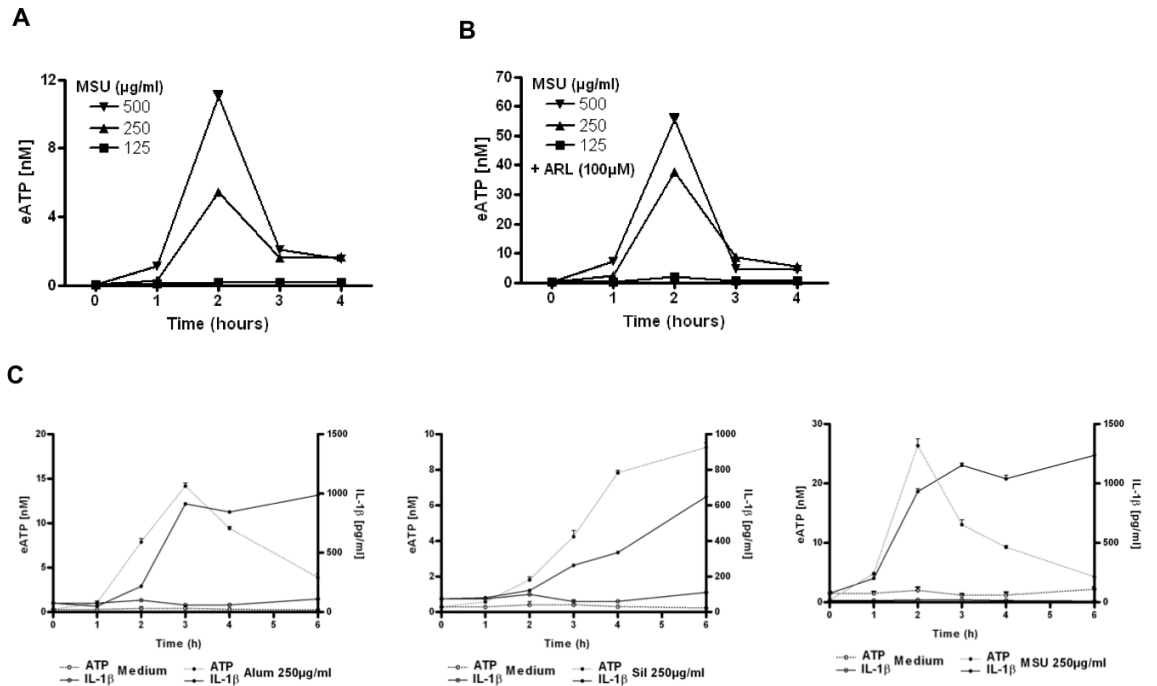 A
B
MSU (µg/ml)
500
250
125
12
8
4
0
eATP [nM]
0 1 2 3 4
Time (hours)
MSU (µg/ml)
500
250
125
+ ARL (100µM)
70
60
50
40
30
20
10
0
eATP [nM]
0 1 2 3 4
Time (hours)
C
20
15
10
5
0
eATP [nM]
1500
1000
500
0
IL-1β [pg/ml]
0 1 2 3 4 5 6
Time (h)
ATP Medium ATP Alum 250µg/ml
IL-1β IL-1β
10
8
6
4
2
0
eATP [nM]
1000
800
600
400
200
0
IL-1β [pg/ml]
0 1 2 3 4 5 6
Time (h)
ATP Medium ATP Sil 250µg/ml
IL-1β IL-1β
30
20
10
0
eATP [nM]
1500
1000
500
0
IL-1β [pg/ml]
0 1 2 3 4 5 6
Time (h)
ATP Medium ATP MSU 250µg/ml
IL-1β IL-1β